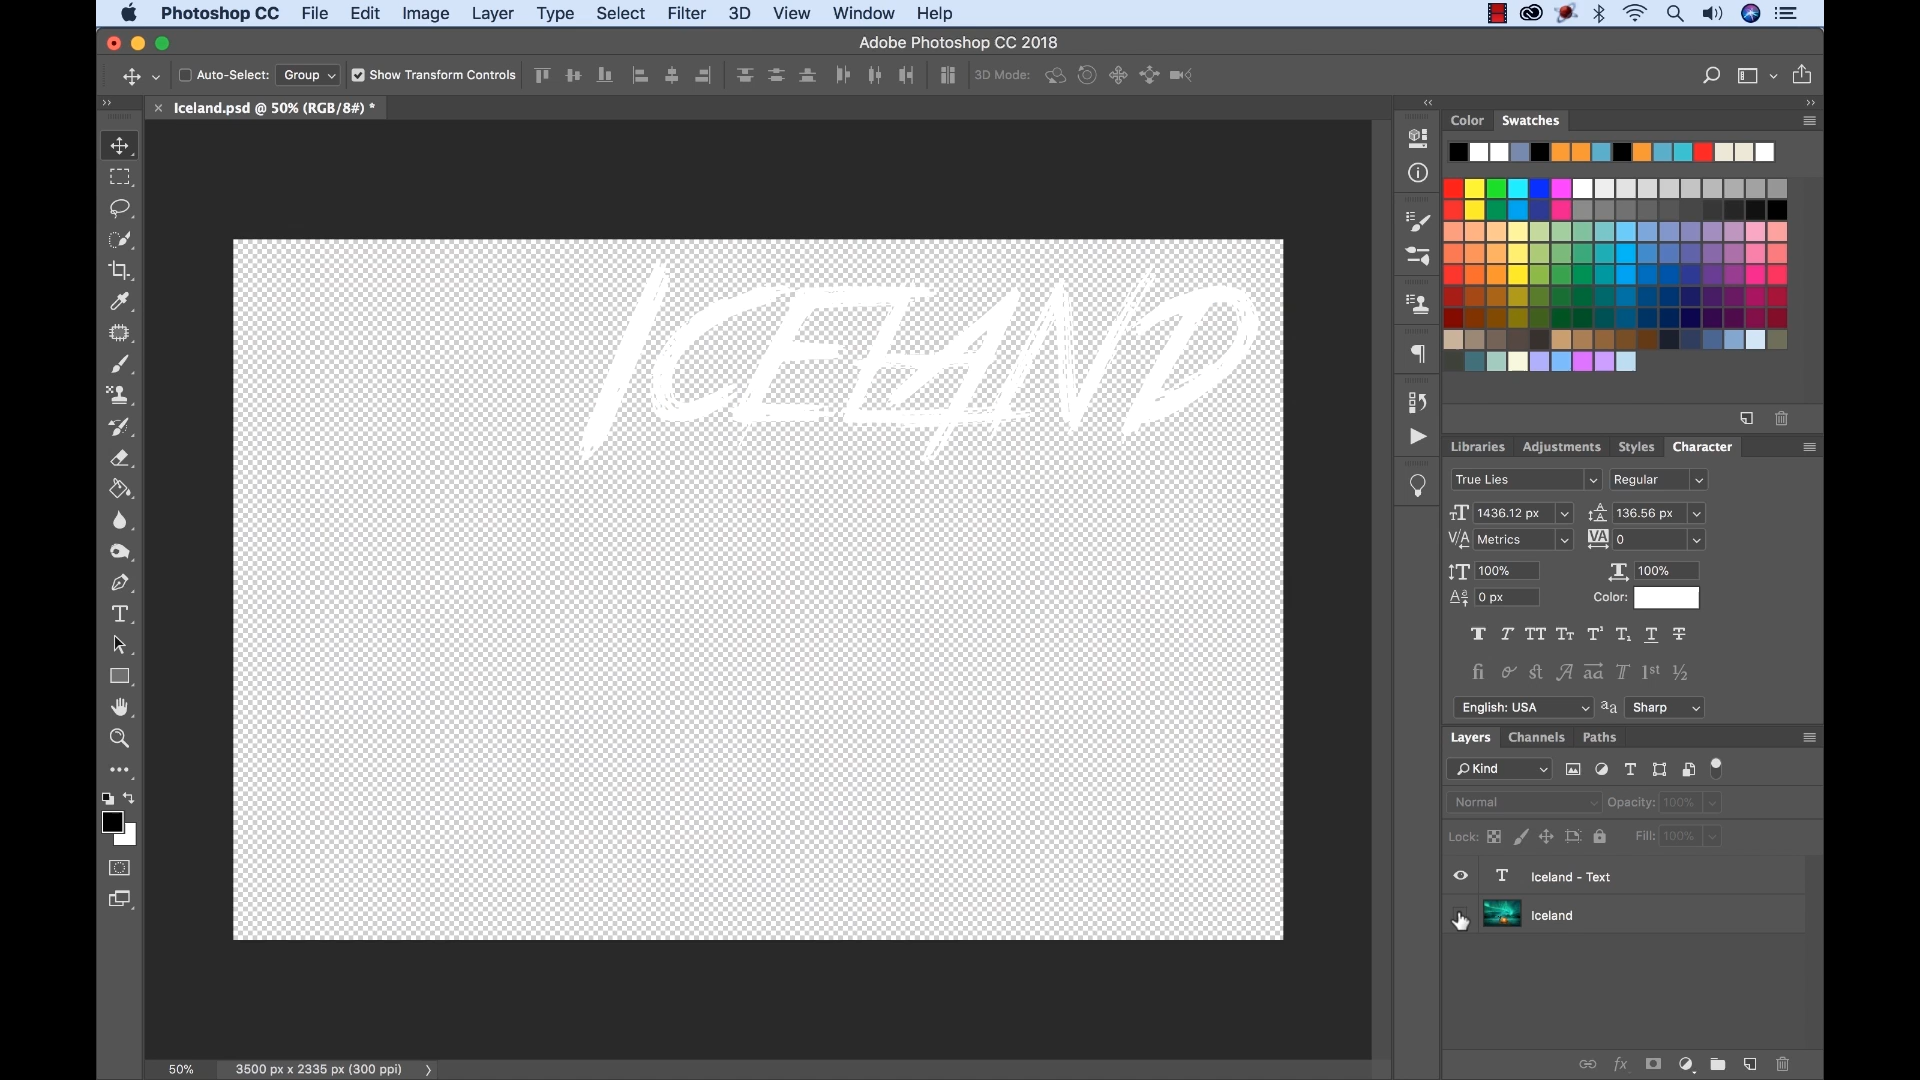 Photoshop CC File Edit Image Layer Type Select Filter 3D View Window Help
Adobe Photoshop CC 2018
Auto-Select: Group Show Transform Controls 3D Mode:
Iceland.psd @ 50% (RGB/8#) *
ICELAND
Color Swatches
Libraries Adjustments Styles Character
True Lies Regular
1436.12 px 136.56 px
Metrics 0
100% 100%
0 px Color:
English: USA Sharp
Layers Channels Paths
Kind
Normal Opacity: 100%
Lock: Fill: 100%
Iceland - Text
Iceland
50% 3500 px x 2335 px (300 ppi)